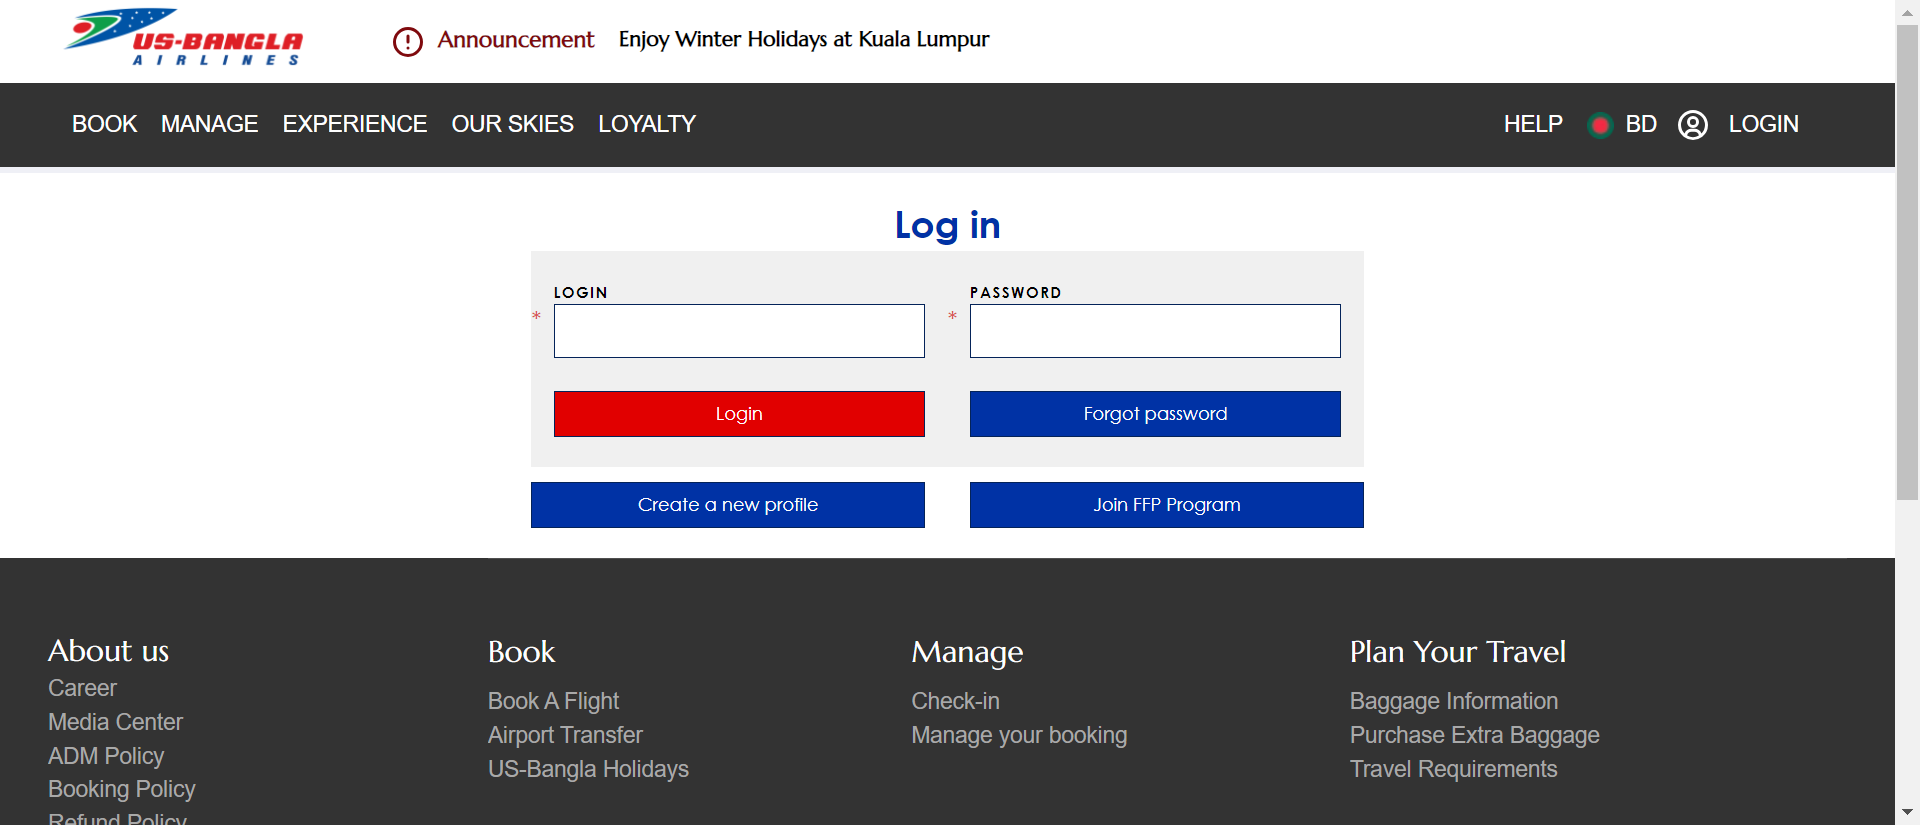 US-BANGLA
AIRLINES
Announcement Enjoy Winter Holidays at Kuala Lumpur
BOOK MANAGE EXPERIENCE OUR SKIES LOYALTY HELP BD LOGIN
Log in
LOGIN PASSWORD
* *
Login Forgot password
Create a new profile Join FFP Program
About us
Career
Media Center
ADM Policy
Booking Policy
Refund Policy
Book
Book A Flight
Airport Transfer
US-Bangla Holidays
Manage
Check-in
Manage your booking
Plan Your Travel
Baggage Information
Purchase Extra Baggage
Travel Requirements